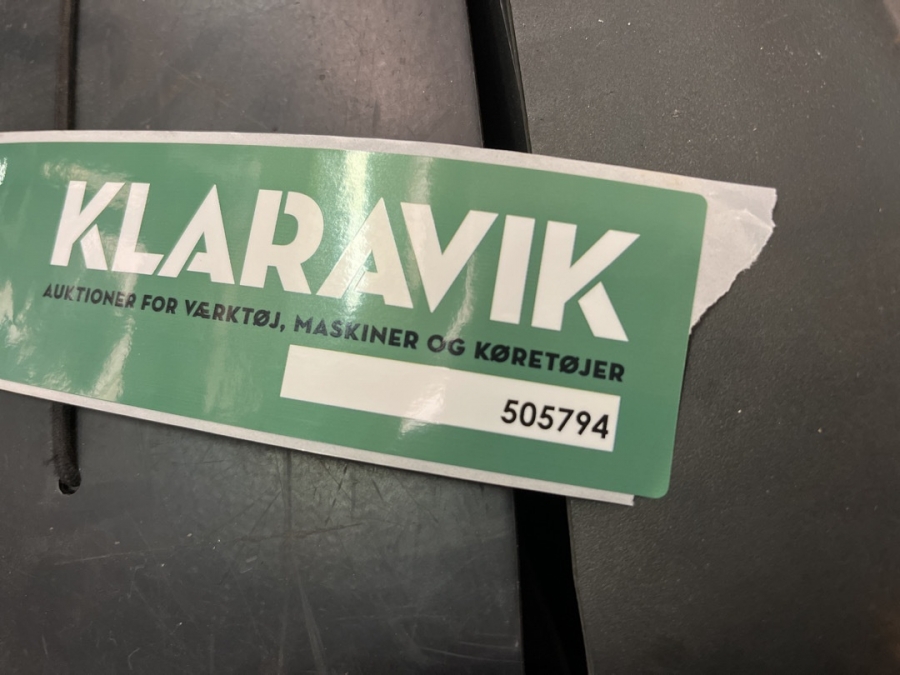 KLARAVIK
AUKTIONER FOR VÆRKTØJ, MASKINER OG KØRETØJER
505794